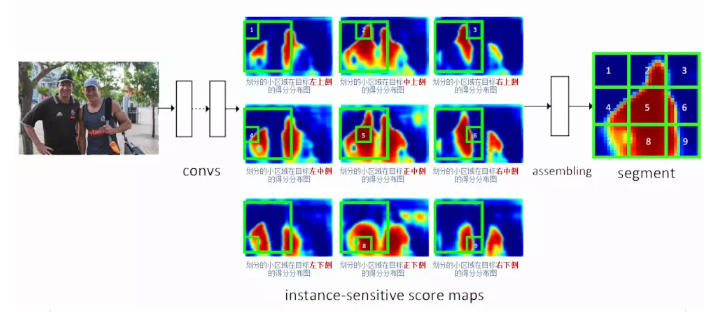 1
2
3
划分的小区域在目标左上侧
的得分分布图
划分的小区域在目标中上侧
的得分分布图
划分的小区域在目标右上侧
的得分分布图
1 2 3
4
5
6
4 5 6
8 9
划分的小区域在目标左中侧
的得分分布图
划分的小区域在目标正中侧
的得分分布图
划分的小区域在目标右中侧
的得分分布图
convs
assembling
segment
8
9
划分的小区域在目标左下侧
的得分分布图
划分的小区域在目标正下侧
的得分分布图
划分的小区域在目标右下侧
的得分分布图
instance-sensitive score maps